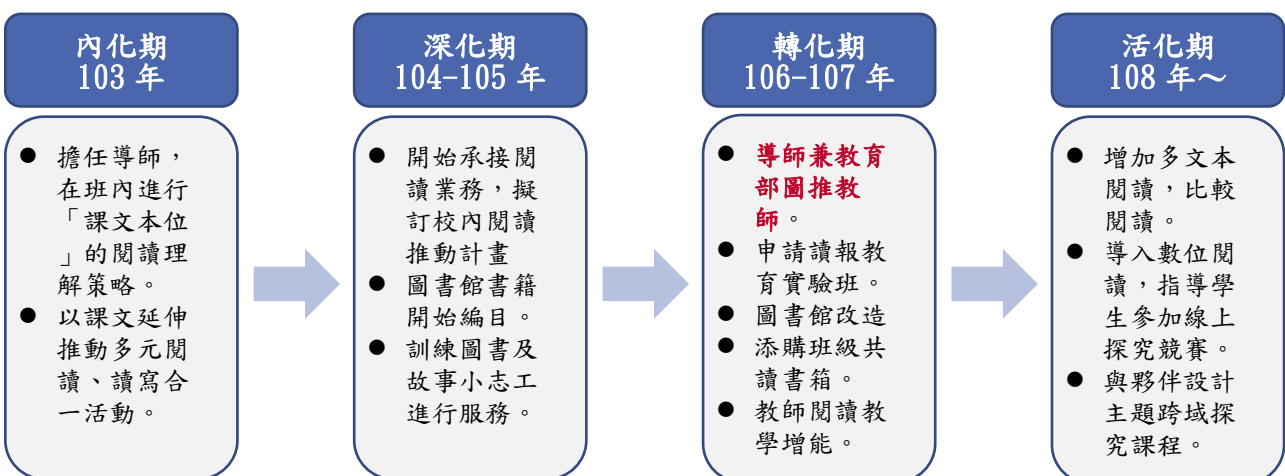 內化期
103 年
● 擔任導師，
在班內進行
「課文本位
」的閱讀理
解策略。
● 以課文延伸
推動多元閱
讀、讀寫合
一活動。
深化期
104-105 年
● 開始承接閱
讀業務，擬
訂校內閱讀
推動計畫
● 圖書館書籍
開始編目。
● 訓練圖書及
故事小志工
進行服務。
轉化期
106-107 年
● 導師兼教育
部圖推教
師。
● 申請讀報教
育實驗班。
● 圖書館改造
● 添購班級共
讀書箱。
● 教師閱讀教
學增能。
活化期
108 年～
● 增加多文本
閱讀，比較
閱讀。
● 導入數位閱
讀，指導學
生參加線上
探究競賽。
● 與夥伴設計
主題跨域探
究課程。